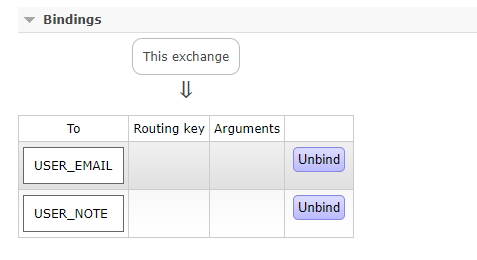 Bindings
This exchange
⇓
To Routing key Arguments
USER_EMAIL Unbind
USER_NOTE Unbind